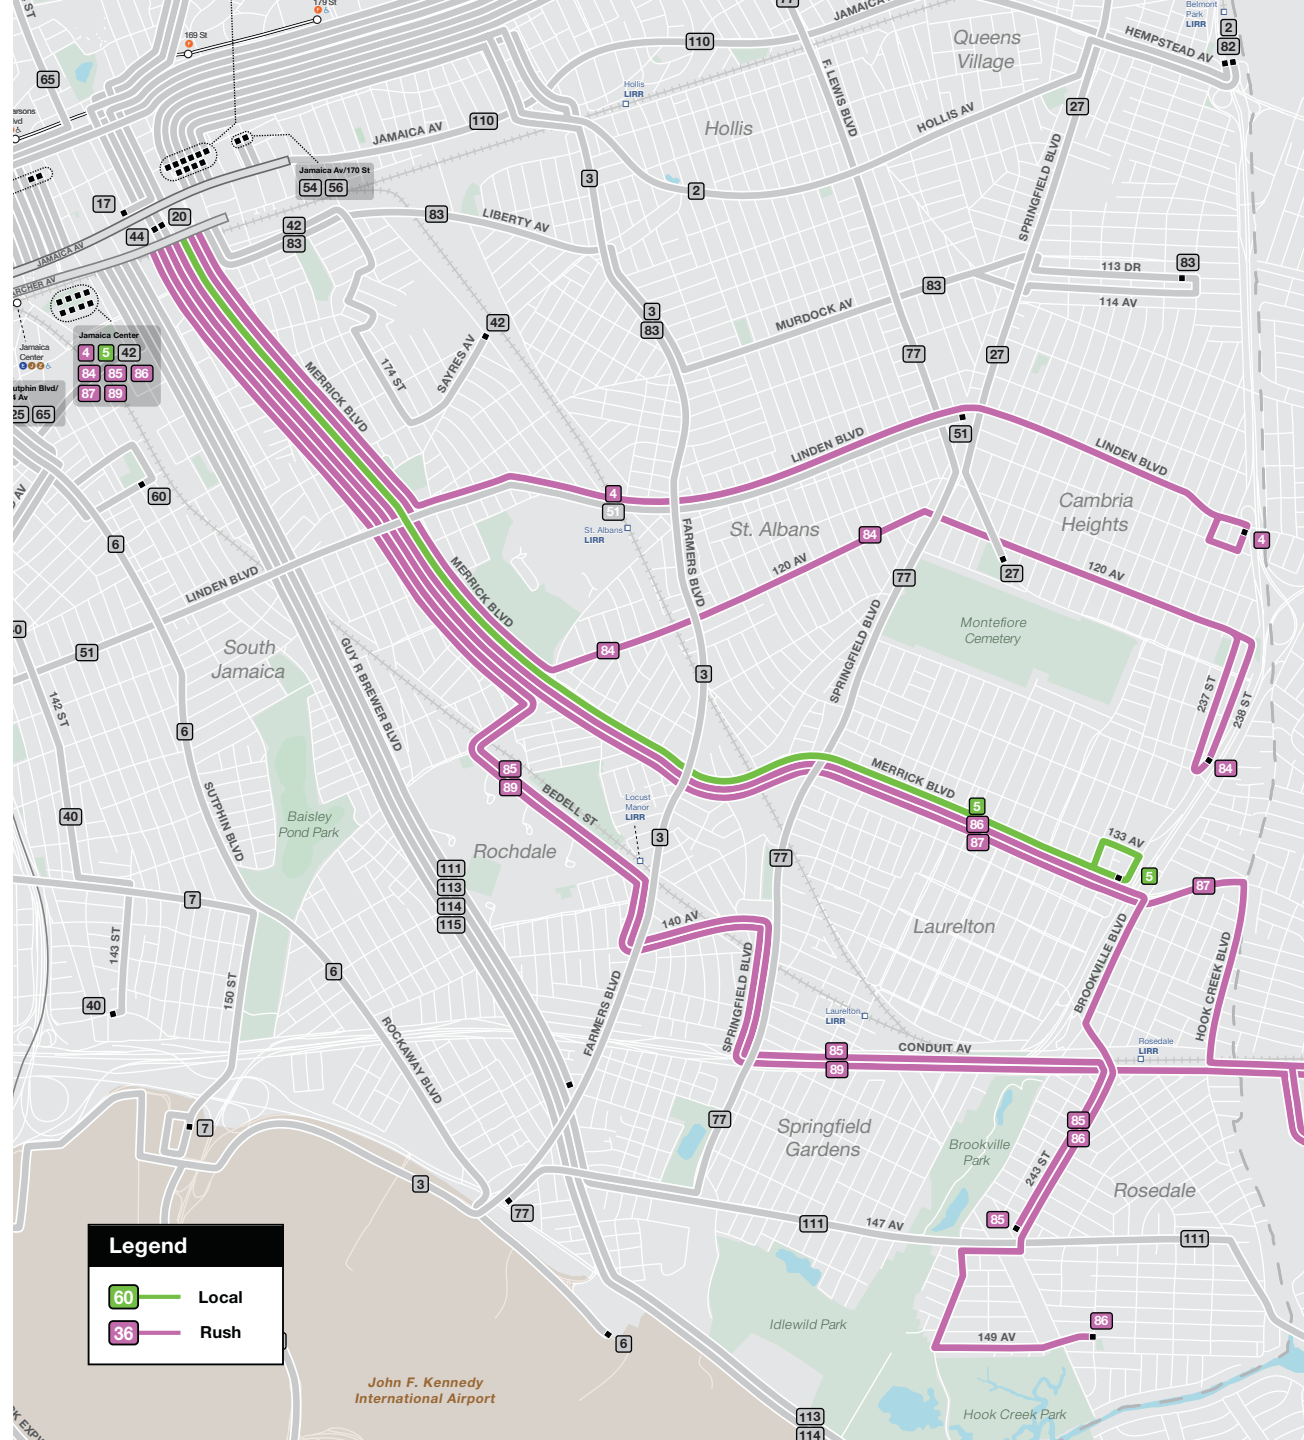 179 St
F
169 St
F
65
110
JAMAICA
Queens
Village
Belmont
Park
LIRR
2
82
HEMPSTEAD AV
Hollis
LIRR
F. LEWIS BLVD
27
HOLLIS AV
Hollis
110
JAMAICA AV
SPRINGFIELD BLVD
Jamaica Av/170 St
54 56
3
2
17
20
44
42
83
83
LIBERTY AV
JAMAICA AV
ARCHER AV
113 DR
83
83
114 AV
MURDOCK AV
3
83
42
Jamaica Center
4 5 42
84 85 86
87 89
Jamaica
Center
E J Z
utphin Blvd/
25 65
MERRICK BLVD
174 ST
SAYRES AV
77
27
51
LINDEN BLVD
LINDEN BLVD
Cambria
Heights
60
AV
6
4
51
St. Albans
LIRR
FARMERS BLVD
St. Albans
84
120 AV
120 AV
4
27
77
MERRICK BLVD
LINDEN BLVD
Montefiore
Cemetery
51
South
Jamaica
GUY R BREWER BLVD
84
3
SPRINGFIELD BLVD
237 ST
238 ST
84
142 ST
6
SUTPHIN BLVD
40
Baisley
Pond Park
85
89
BEDELL ST
Locust
Manor
LIRR
Rochdale
3
77
MERRICK BLVD
5
86
87
133 AV
5
87
111
113
114
115
7
143 ST
150 ST
40
6
140 AV
SPRINGFIELD BLVD
FARMERS BLVD
Laurelton
BROOKVILLE BLVD
HOOK CREEK BLVD
Laurelton
LIRR
CONDUIT AV
Rosedale
LIRR
85
89
ROCKAWAY BLVD
7
3
77
77
Springfield
Gardens
Brookville
Park
85
86
243 ST
85
Rosedale
111
147 AV
111
Legend
60 Local
36 Rush
Idlewild Park
86
149 AV
6
John F. Kennedy
International Airport
113
114
Hook Creek Park